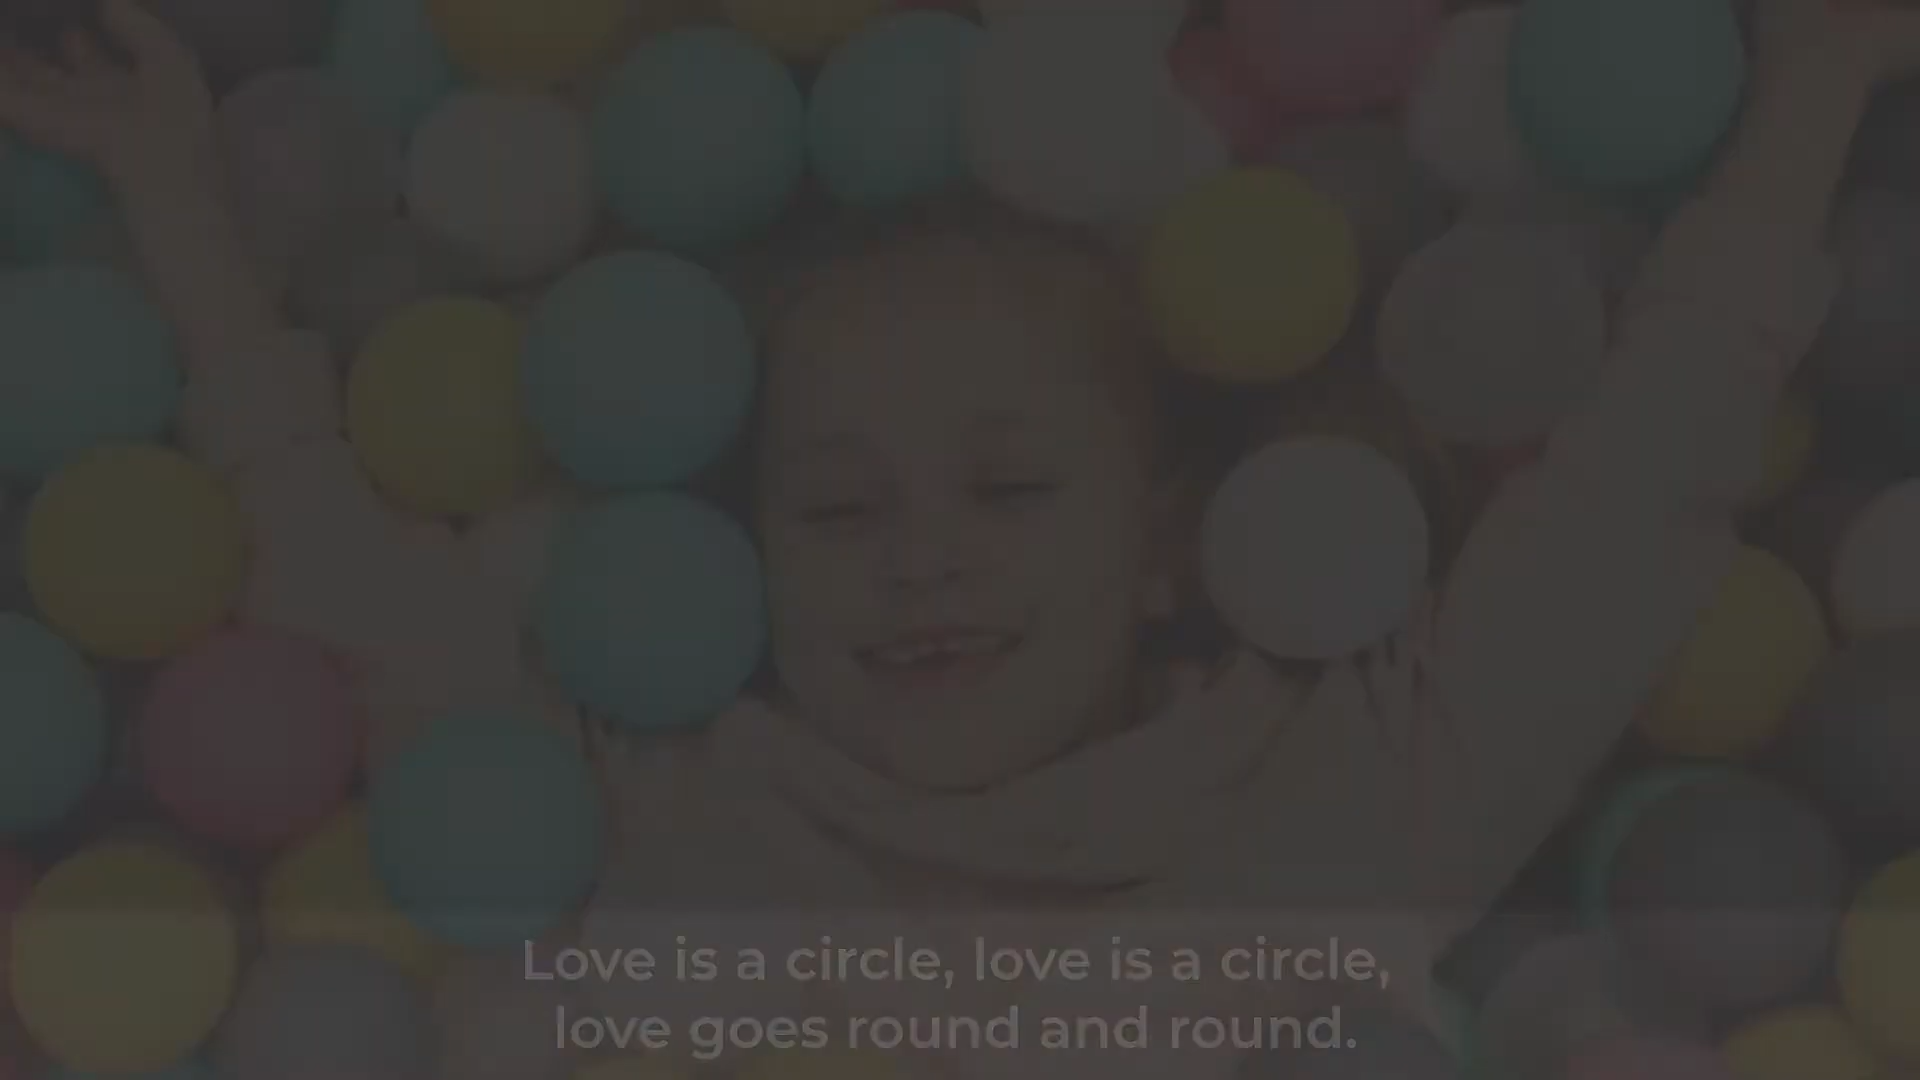 Love is a circle, love is a circle,
love goes round and round.